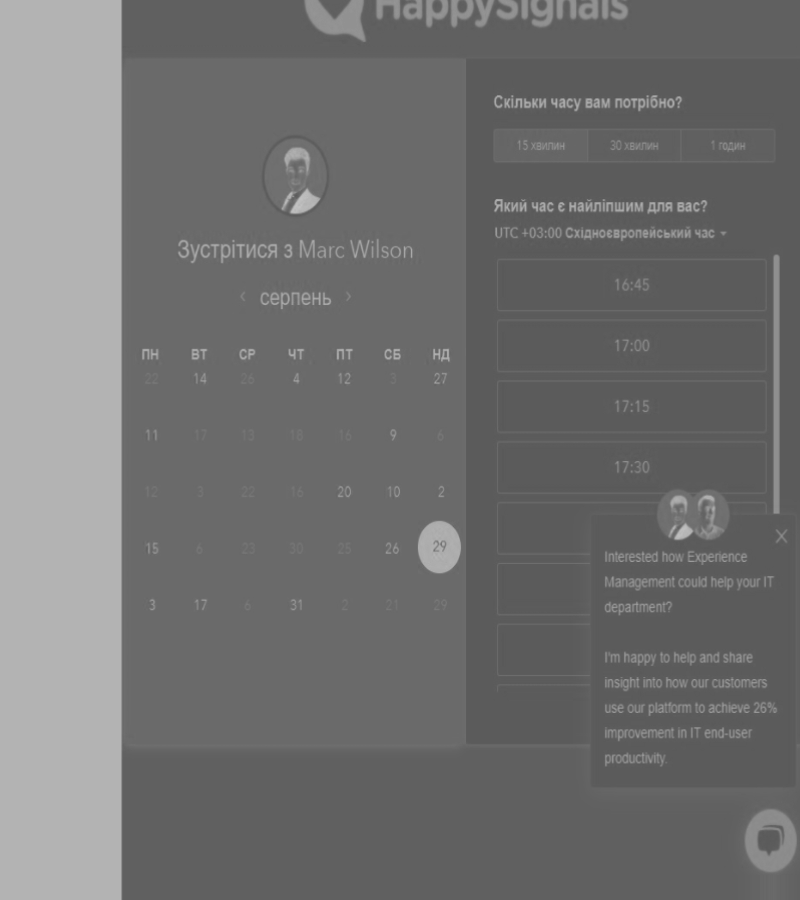 HappySignals
Зустрітися з Marc Wilson
серпень
ПН ВТ СР ЧТ ПТ СБ НД
22 14 26 4 12 3 27
11 17 13 18 16 9 6
12 3 22 16 20 10 2
15 6 23 30 25 26 29
3 17 6 31 2 21 29
Скільки часу вам потрібно?
15 хвилин 30 хвилин 1 годин
Який час є найліпшим для вас?
UTC +03:00 Східноєвропейський час
16:45
17:00
17:15
17:30
Interested how Experience
Management could help your IT
department?
I'm happy to help and share
insight into how our customers
use our platform to achieve 26%
improvement in IT end-user
productivity.